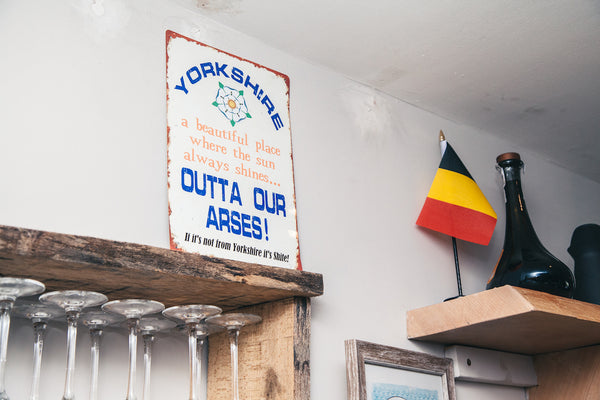 YORKSHIRE
a beautiful place
where the sun
always shines...
OUTTA OUR
ARSES!
If it's not from Yorkshire it's Shite!